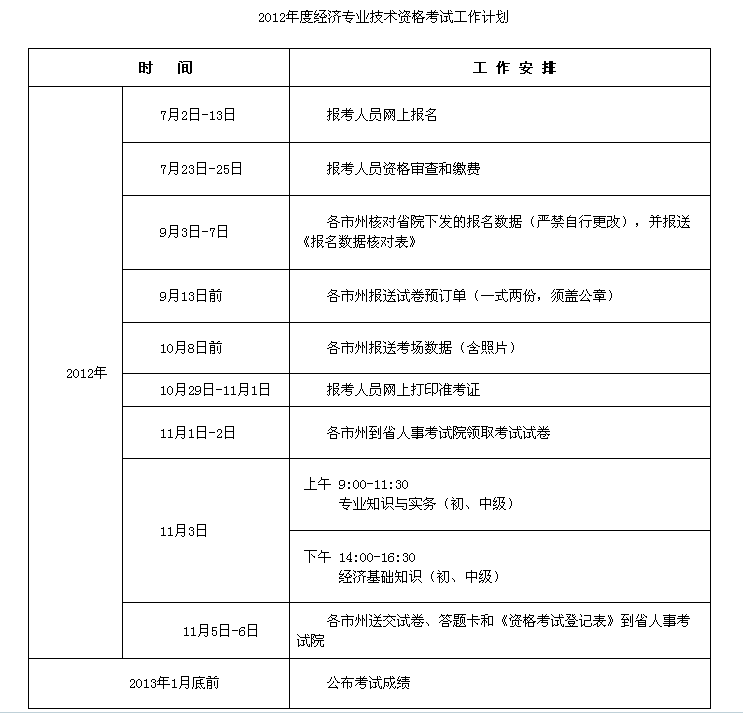 2012年度经济专业技术资格考试工作计划
时 间
工 作 安 排
2012年
7月2日-13日
报考人员网上报名
7月23日-25日
报考人员资格审查和缴费
9月3日-7日
各市州核对省院下发的报名数据（严禁自行更改），并报送
《报名数据核对表》
9月13日前
各市州报送试卷预订单（一式两份，须盖公章）
10月8日前
各市州报送考场数据（含照片）
10月29日-11月1日
报考人员网上打印准考证
11月1日-2日
各市州到省人事考试院领取考试试卷
11月3日
上午 9:00-11:30
专业知识与实务（初、中级）
下午 14:00-16:30
经济基础知识（初、中级）
11月5日-6日
各市州送交试卷、答题卡和《资格考试登记表》到省人事考
试院
2013年1月底前
公布考试成绩